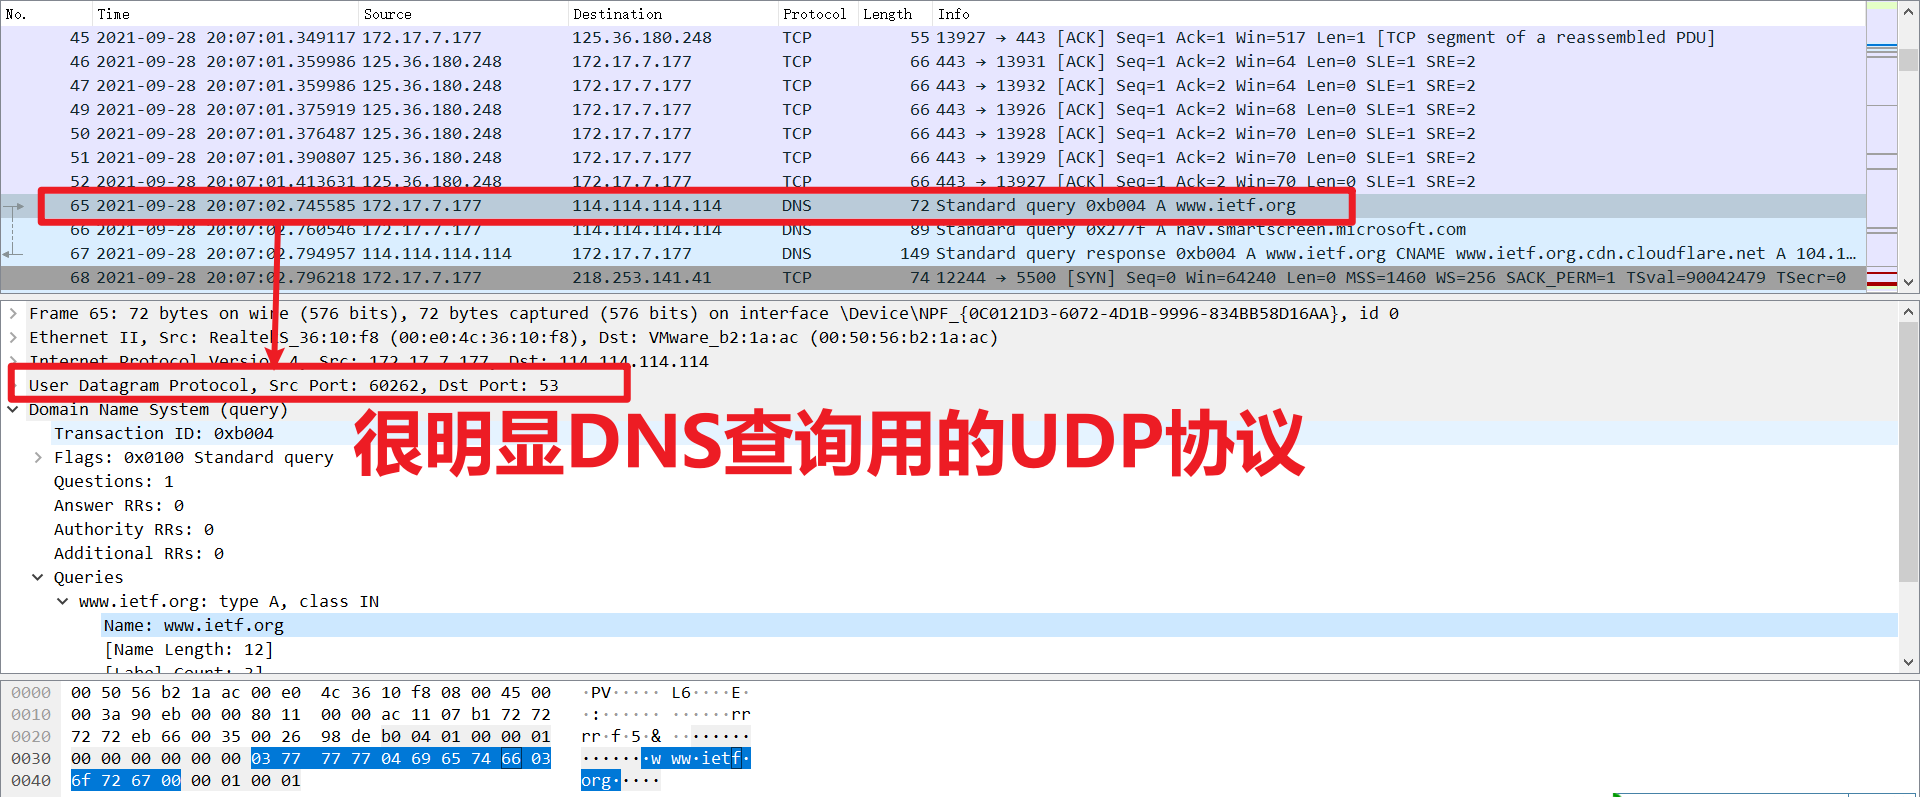 No. Time Source Destination Protocol Length Info
45 2021-09-28 20:07:01.349117 172.17.7.177 125.36.180.248 TCP 55 13927 → 443 [ACK] Seq=1 Ack=1 Win=517 Len=1 [TCP segment of a reassembled PDU]
46 2021-09-28 20:07:01.359986 125.36.180.248 172.17.7.177 TCP 66 443 → 13931 [ACK] Seq=1 Ack=2 Win=64 Len=0 SLE=1 SRE=2
47 2021-09-28 20:07:01.359986 125.36.180.248 172.17.7.177 TCP 66 443 → 13932 [ACK] Seq=1 Ack=2 Win=64 Len=0 SLE=1 SRE=2
49 2021-09-28 20:07:01.375919 125.36.180.248 172.17.7.177 TCP 66 443 → 13926 [ACK] Seq=1 Ack=2 Win=68 Len=0 SLE=1 SRE=2
50 2021-09-28 20:07:01.376487 125.36.180.248 172.17.7.177 TCP 66 443 → 13928 [ACK] Seq=1 Ack=2 Win=70 Len=0 SLE=1 SRE=2
51 2021-09-28 20:07:01.390807 125.36.180.248 172.17.7.177 TCP 66 443 → 13929 [ACK] Seq=1 Ack=2 Win=70 Len=0 SLE=1 SRE=2
52 2021-09-28 20:07:01.413631 125.36.180.248 172.17.7.177 TCP 66 443 → 13927 [ACK] Seq=1 Ack=2 Win=70 Len=0 SLE=1 SRE=2
65 2021-09-28 20:07:02.745585 172.17.7.177 114.114.114.114 DNS 72 Standard query 0xb004 A www.ietf.org
66 2021-09-28 20:07:02.760546 172.17.7.177 114.114.114.114 DNS 89 Standard query 0x277f A nav.smartscreen.microsoft.com
67 2021-09-28 20:07:02.794957 114.114.114.114 172.17.7.177 DNS 149 Standard query response 0xb004 A www.ietf.org CNAME www.ietf.org.cdn.cloudflare.net A 104.1…
68 2021-09-28 20:07:02.796218 172.17.7.177 218.253.141.41 TCP 74 12244 → 5500 [SYN] Seq=0 Win=64240 Len=0 MSS=1460 WS=256 SACK_PERM=1 TSval=90042479 TSecr=0
Frame 65: 72 bytes on wire (576 bits), 72 bytes captured (576 bits) on interface \Device\NPF_{0C0121D3-6072-4D1B-9996-834BB58D16AA}, id 0
Ethernet II, Src: RealtekS_36:10:f8 (00:e0:4c:36:10:f8), Dst: VMware_b2:1a:ac (00:50:56:b2:1a:ac)
Internet Protocol Version 4, Src: 172.17.7.177, Dst: 114.114.114.114
User Datagram Protocol, Src Port: 60262, Dst Port: 53
Domain Name System (query)
Transaction ID: 0xb004
很明显DNS查询用的UDP协议
Flags: 0x0100 Standard query
Questions: 1
Answer RRs: 0
Authority RRs: 0
Additional RRs: 0
Queries
www.ietf.org: type A, class IN
Name: www.ietf.org
[Name Length: 12]
[Label Count: 3]
0000 00 50 56 b2 1a ac 00 e0 4c 36 10 f8 08 00 45 00 ·PV····· L6····E·
0010 00 3a 90 eb 00 00 80 11 00 00 ac 11 07 b1 72 72 ·:······ ······rr
0020 72 72 eb 66 00 35 00 26 98 de b0 04 01 00 00 01 rr·f·5·& ········
0030 00 00 00 00 00 00 03 77 77 77 04 69 65 74 66 03 ·······w ww·ietf·
0040 6f 72 67 00 00 01 00 01 org·····